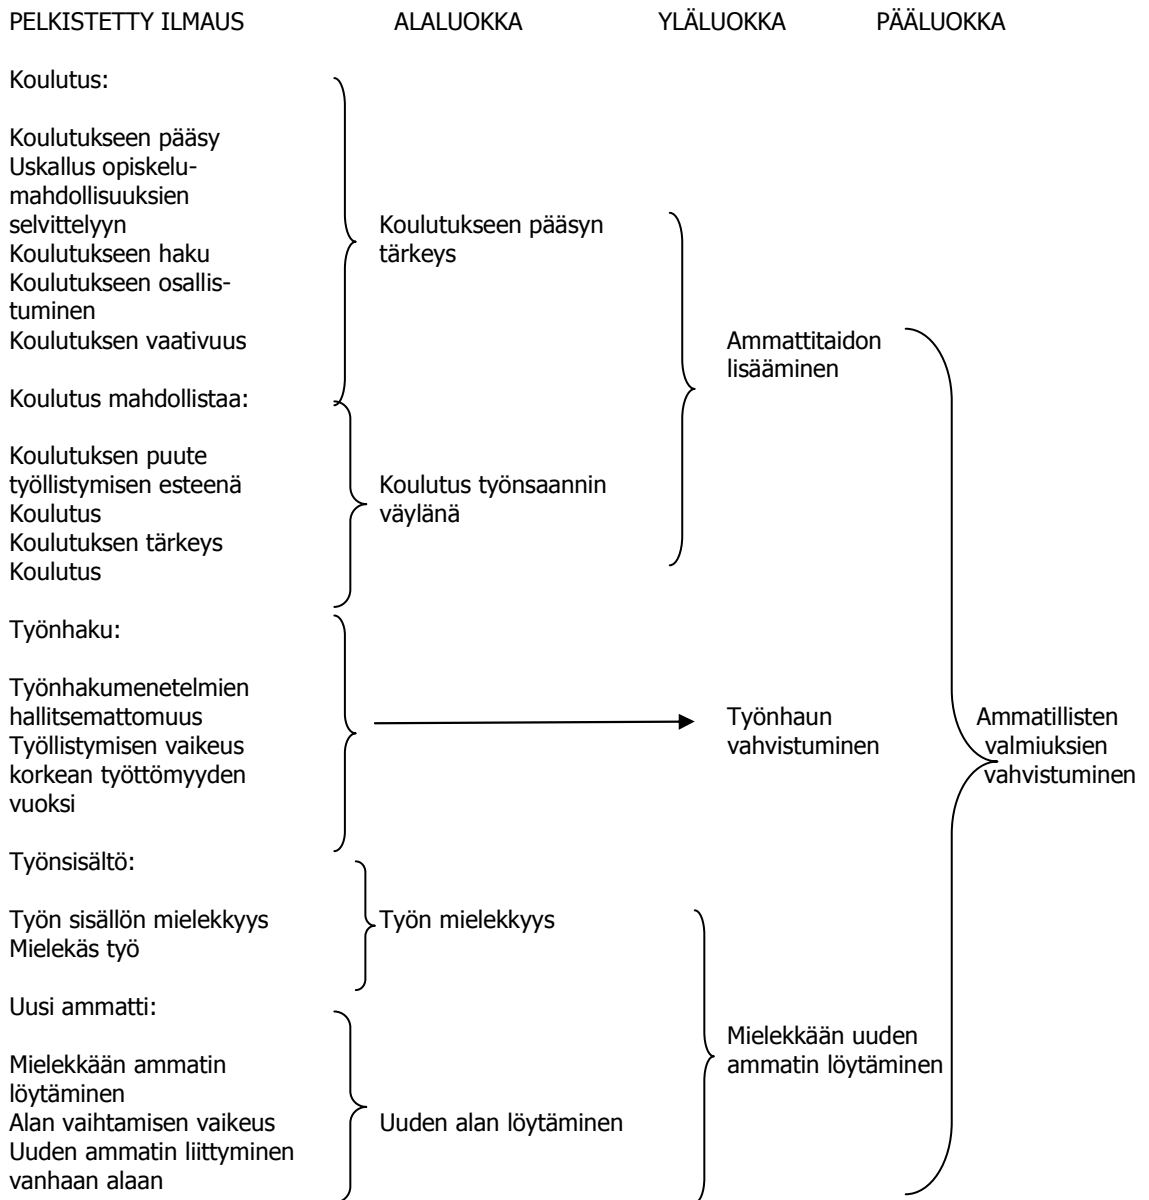 PELKISTETTY ILMAUS ALALUOKKA YLÄLUOKKA PÄÄLUOKKA
Koulutus:
Koulutukseen pääsy
Uskallus opiskelu-
mahdollisuuksien
selvittelyyn
Koulutukseen haku
Koulutukseen osallis-
tuminen
Koulutuksen vaativuus
Koulutukseen pääsyn
tärkeys
Koulutus mahdollistaa:
Koulutuksen puute
työllistymisen esteenä
Koulutus
Koulutuksen tärkeys
Koulutus
Koulutus työnsaannin
väylänä
Ammattitaidon
lisääminen
Työnhaku:
Työnhakumenetelmien
hallitsemattomuus
Työllistymisen vaikeus
korkean työttömyyden
vuoksi
Työnhaun
vahvistuminen
Työnsisältö:
Työn sisällön mielekkyys
Mielekäs työ
Työn mielekkyys
Uusi ammatti:
Mielekkään ammatin
löytäminen
Alan vaihtamisen vaikeus
Uuden ammatin liittyminen
vanhaan alaan
Uuden alan löytäminen
Mielekkään uuden
ammatin löytäminen
Ammatillisten
valmiuksien
vahvistuminen